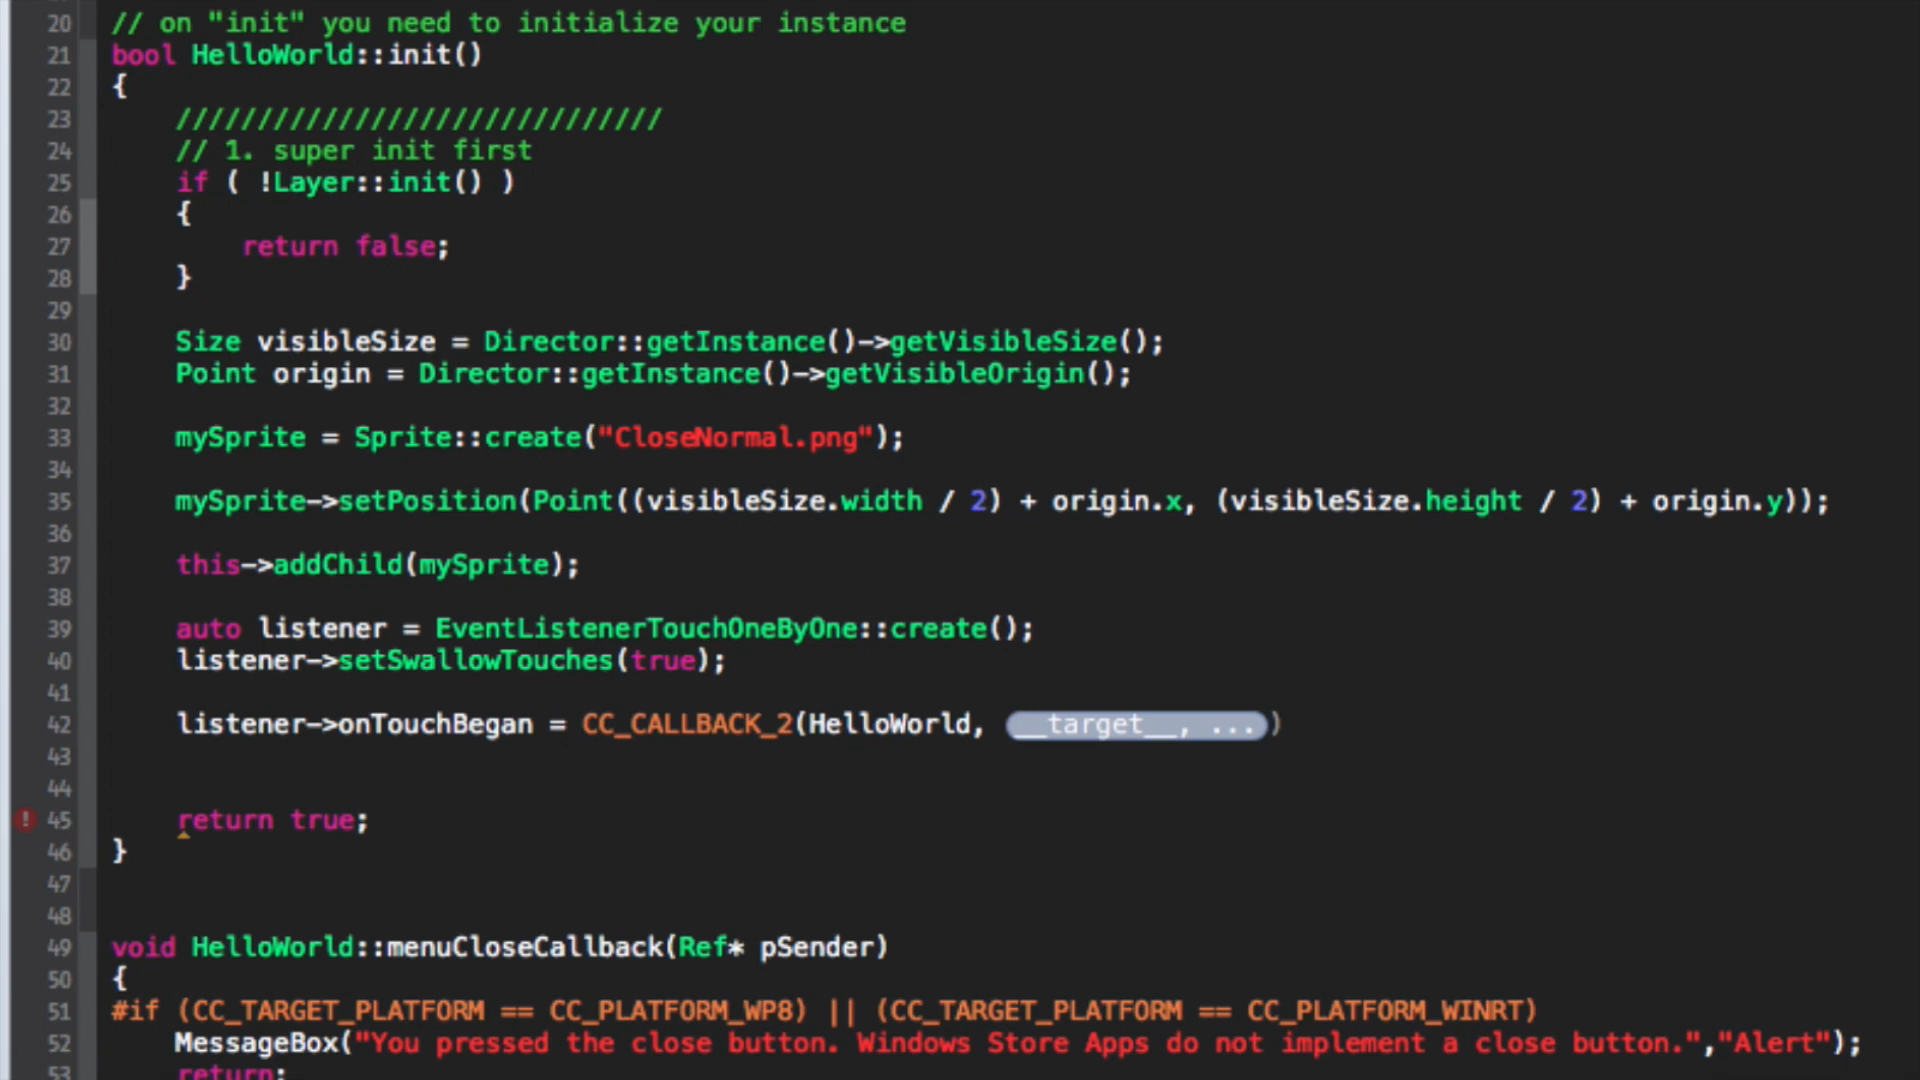 20 // on "init" you need to initialize your instance
21 bool HelloWorld::init()
22 {
23 //////////////////////////////
24 // 1. super init first
25 if ( !Layer::init() )
26 {
27 return false;
28 }
29
30 Size visibleSize = Director::getInstance()->getVisibleSize();
31 Point origin = Director::getInstance()->getVisibleOrigin();
32
33 mySprite = Sprite::create("CloseNormal.png");
34
35 mySprite->setPosition(Point((visibleSize.width / 2) + origin.x, (visibleSize.height / 2) + origin.y));
36
37 this->addChild(mySprite);
38
39 auto listener = EventListenerTouchOneByOne::create();
40 listener->setSwallowTouches(true);
41
42 listener->onTouchBegan = CC_CALLBACK_2(HelloWorld, __target__, ...)
43
44
45 return true;
46 }
47
48
49 void HelloWorld::menuCloseCallback(Ref* pSender)
50 {
51 #if (CC_TARGET_PLATFORM == CC_PLATFORM_WP8) || (CC_TARGET_PLATFORM == CC_PLATFORM_WINRT)
52 MessageBox("You pressed the close button. Windows Store Apps do not implement a close button.","Alert");
53 return;